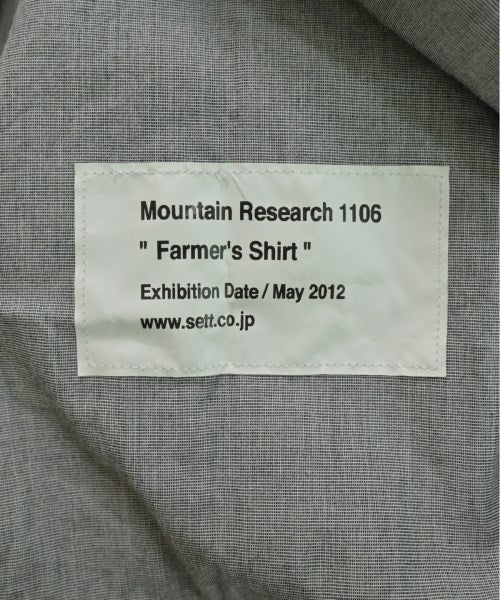 Mountain Research 1106
" Farmer's Shirt "
Exhibition Date / May 2012
www.sett.co.jp